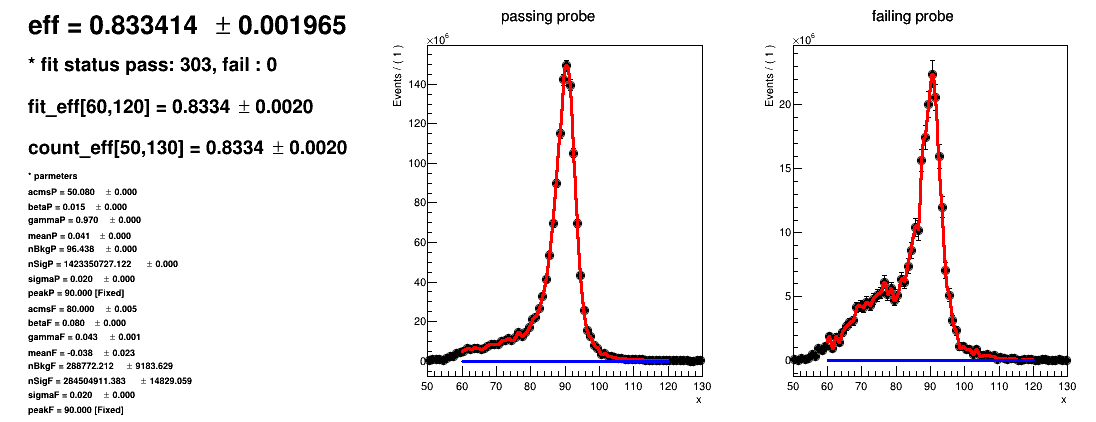 eff = 0.833414 ± 0.001965
* fit status pass: 303, fail : 0
fit_eff[60,120] = 0.8334 ± 0.0020
count_eff[50,130] = 0.8334 ± 0.0020
* parmeters
acmsP = 50.080 ± 0.000
betaP = 0.015 ± 0.000
gammaP = 0.970 ± 0.000
meanP = 0.041 ± 0.000
nBkgP = 96.438 ± 0.000
nSigP = 1423350727.122 ± 0.000
sigmaP = 0.020 ± 0.000
peakP = 90.000 [Fixed]
acmsF = 80.000 ± 0.005
betaF = 0.080 ± 0.000
gammaF = 0.043 ± 0.001
meanF = -0.038 ± 0.023
nBkgF = 288772.212 ± 9183.629
nSigF = 284504911.383 ± 14829.059
sigmaF = 0.020 ± 0.000
peakF = 90.000 [Fixed]
passing probe
×10⁶
Events / ( 1 )
140
120
100
80
60
40
20
0
50 60 70 80 90 100 110 120 130
x
failing probe
×10⁶
Events / ( 1 )
20
15
10
5
0
50 60 70 80 90 100 110 120 130
x